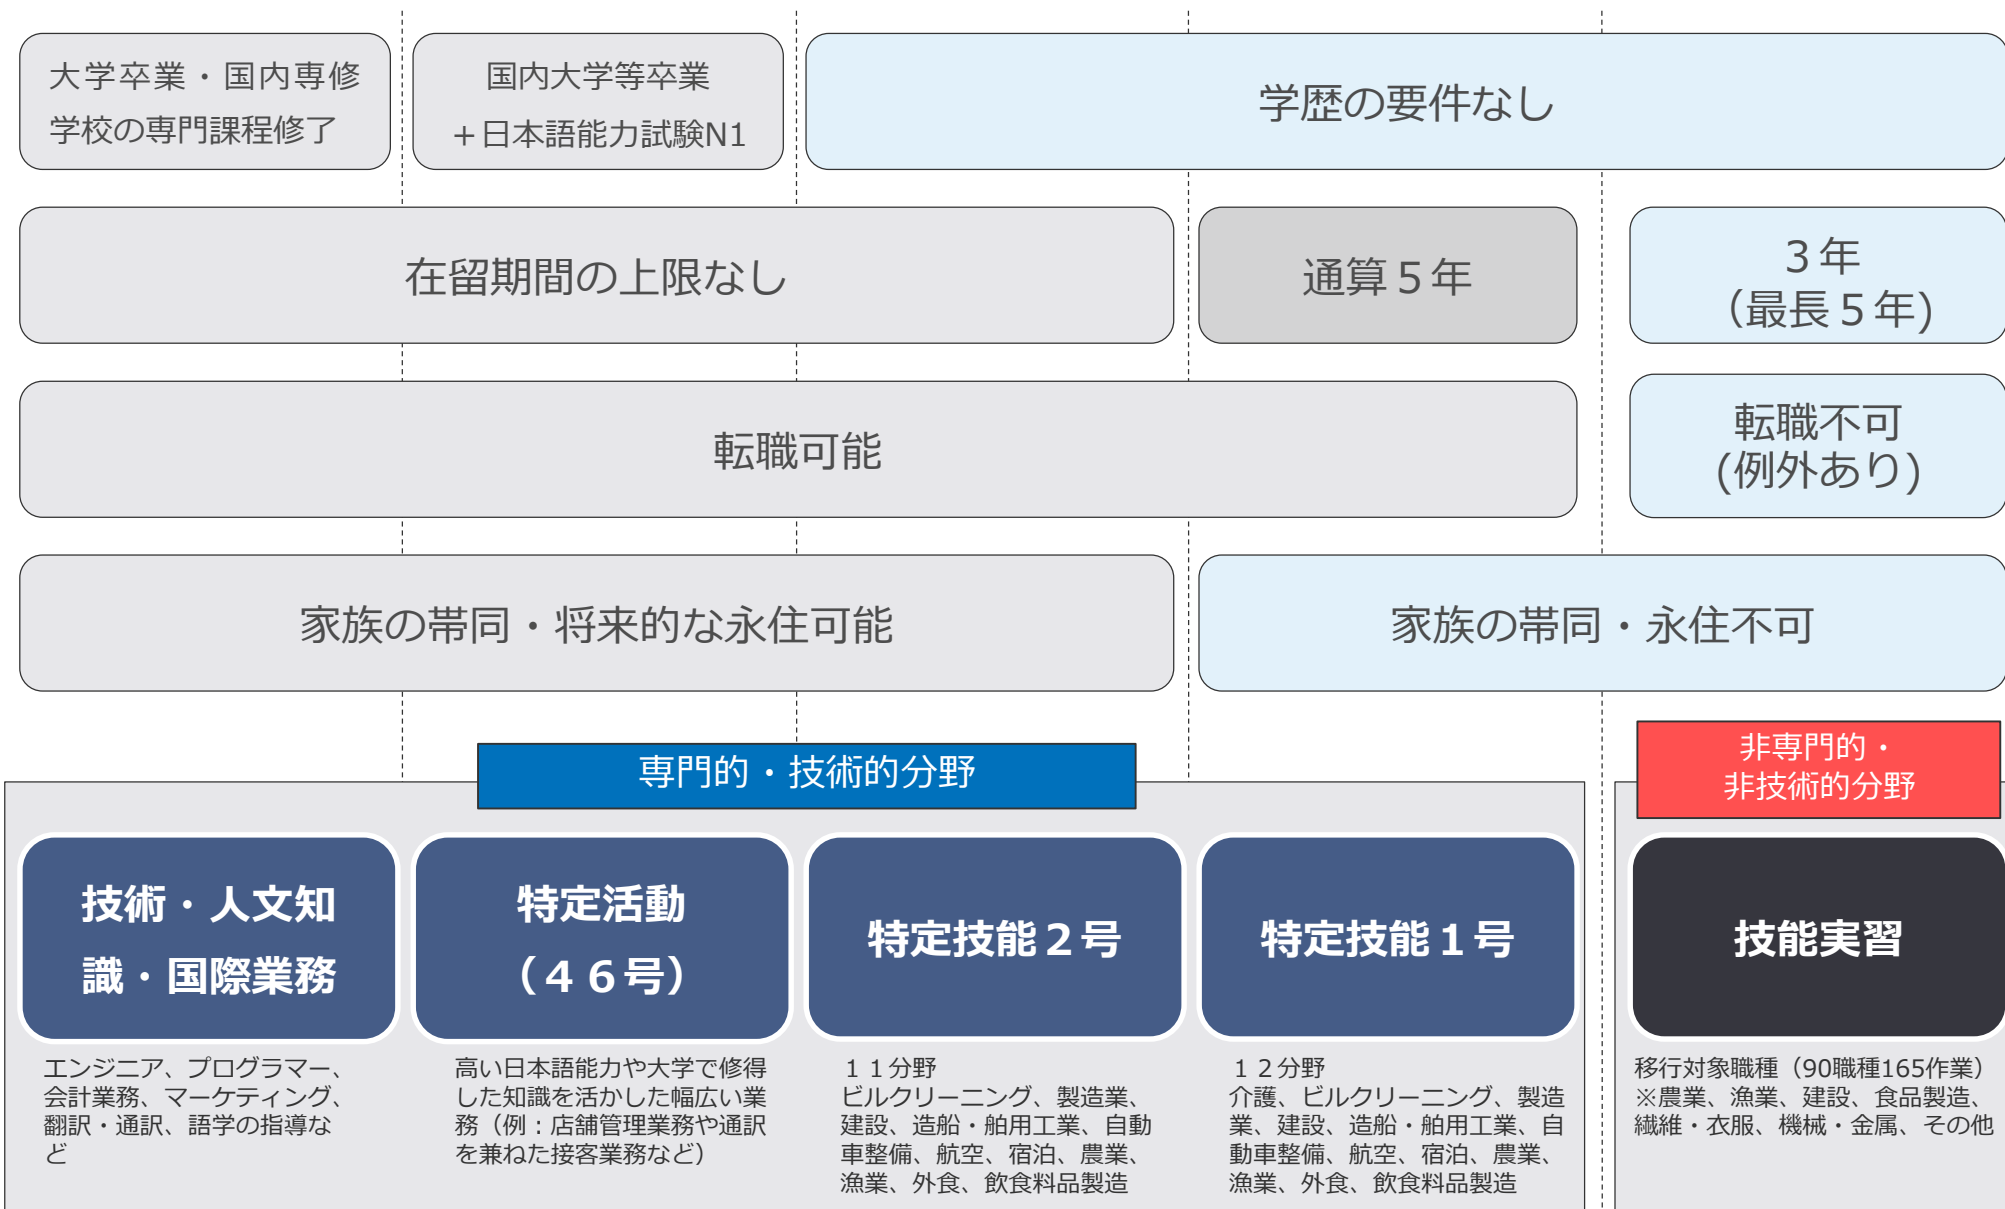 大学卒業・国内専修
学校の専門課程修了
国内大学等卒業
＋日本語能力試験N1
学歴の要件なし
在留期間の上限なし
通算５年
３年
（最長５年)
転職可能
転職不可
(例外あり)
家族の帯同・将来的な永住可能
家族の帯同・永住不可
専門的・技術的分野
非専門的・
非技術的分野
技術・人文知
識・国際業務
特定活動
（４６号）
特定技能２号
特定技能１号
技能実習
エンジニア、プログラマー、
会計業務、マーケティング、
翻訳・通訳、語学の指導な
ど
高い日本語能力や大学で修得
した知識を活かした幅広い業
務（例：店舗管理業務や通訳
を兼ねた接客業務など）
１１分野
ビルクリーニング、製造業、
建設、造船・舶用工業、自動
車整備、航空、宿泊、農業、
漁業、外食、飲食料品製造
１２分野
介護、ビルクリーニング、製造
業、建設、造船・舶用工業、自
動車整備、航空、宿泊、農業、
漁業、外食、飲食料品製造
移行対象職種（90職種165作業）
※農業、漁業、建設、食品製造、
繊維・衣服、機械・金属、その他